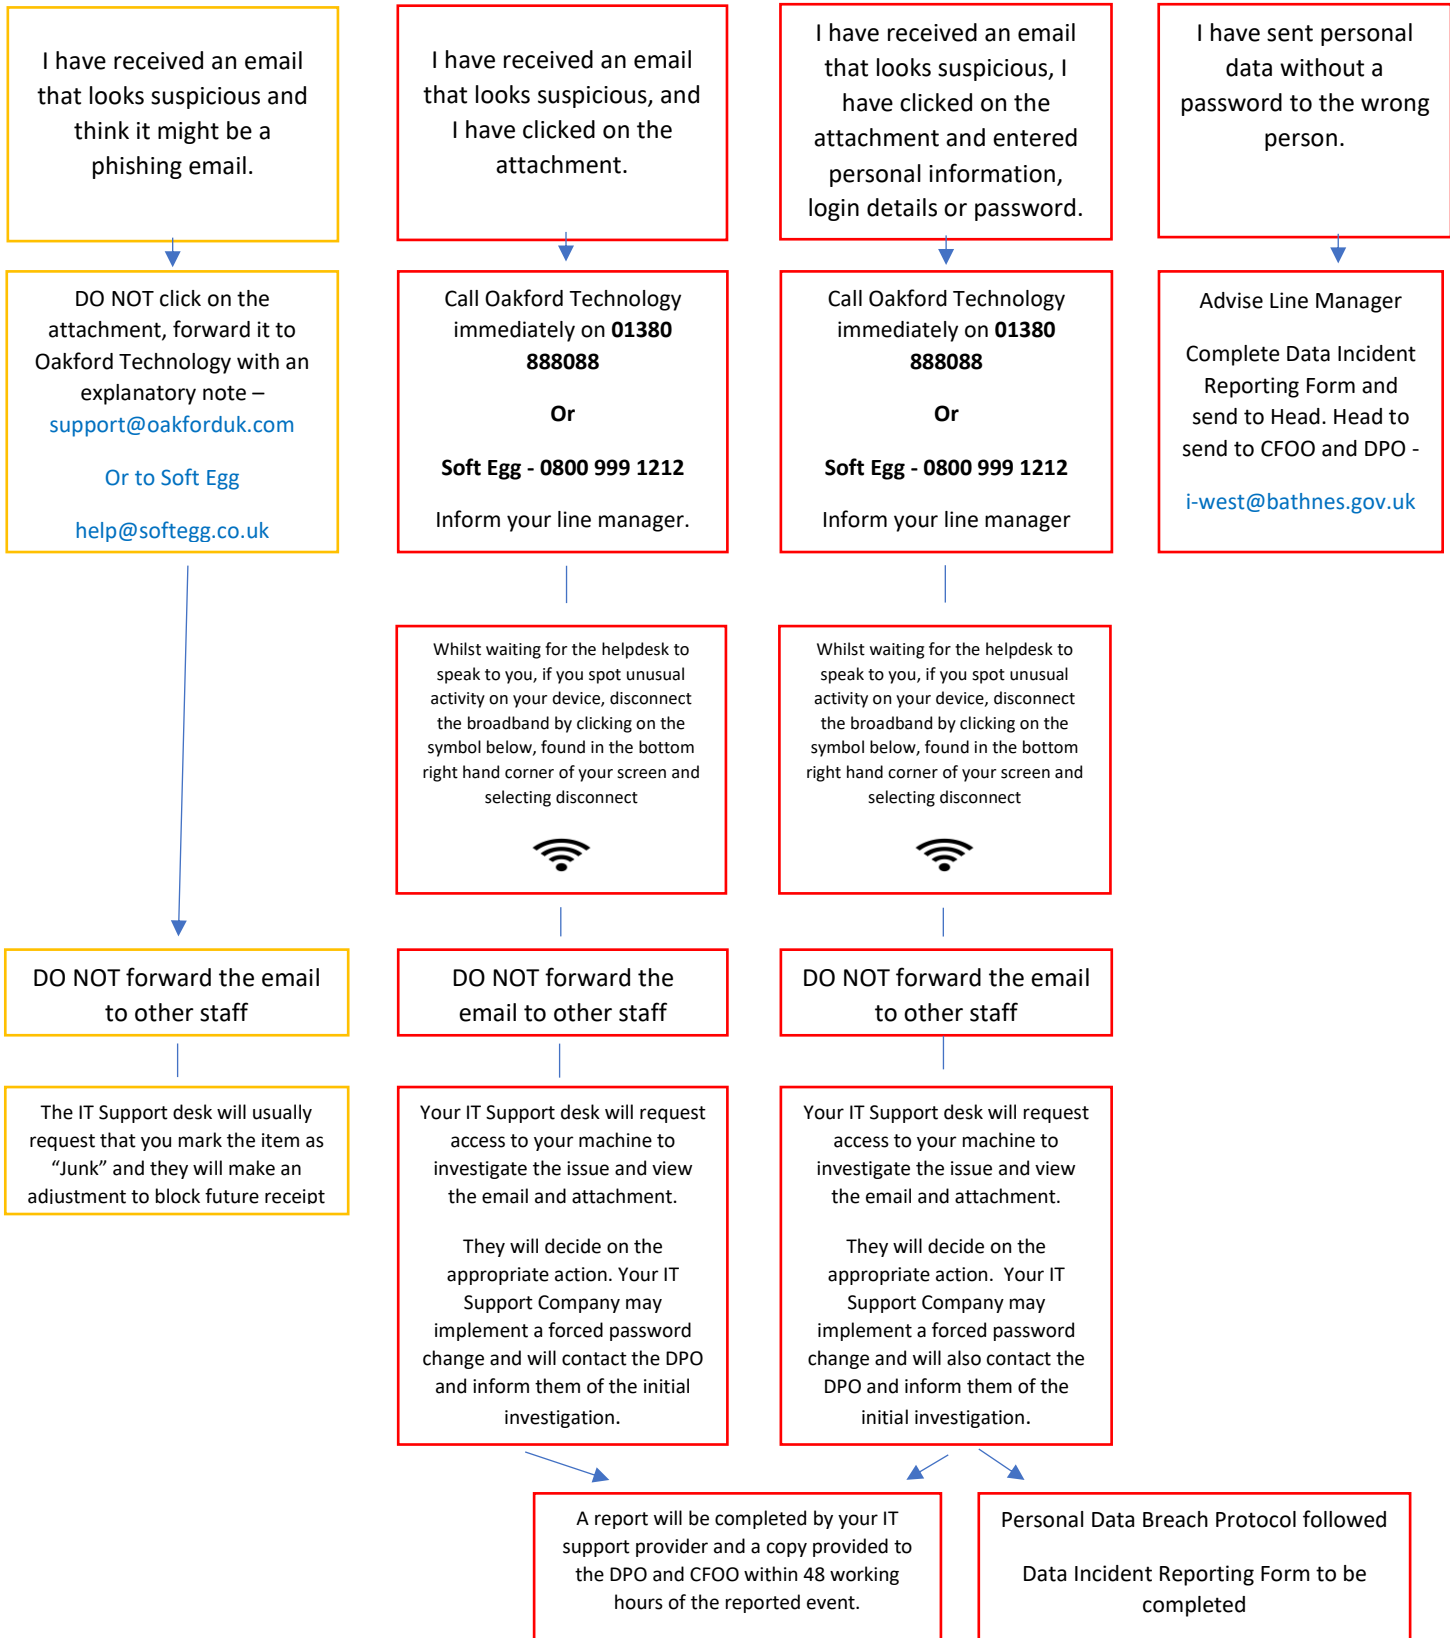 I have received an email
that looks suspicious and
think it might be a
phishing email.
I have received an email
that looks suspicious, and
I have clicked on the
attachment.
I have received an email
that looks suspicious, I
have clicked on the
attachment and entered
personal information,
login details or password.
I have sent personal
data without a
password to the wrong
person.
DO NOT click on the
attachment, forward it to
Oakford Technology with an
explanatory note –
support@oakforduk.com
Or to Soft Egg
help@softegg.co.uk
Call Oakford Technology
immediately on 01380
888088
Or
Soft Egg - 0800 999 1212
Inform your line manager.
Call Oakford Technology
immediately on 01380
888088
Or
Soft Egg - 0800 999 1212
Inform your line manager
Advise Line Manager
Complete Data Incident
Reporting Form and
send to Head. Head to
send to CFOO and DPO -
i-west@bathnes.gov.uk
Whilst waiting for the helpdesk to
speak to you, if you spot unusual
activity on your device, disconnect
the broadband by clicking on the
symbol below, found in the bottom
right hand corner of your screen and
selecting disconnect
Whilst waiting for the helpdesk to
speak to you, if you spot unusual
activity on your device, disconnect
the broadband by clicking on the
symbol below, found in the bottom
right hand corner of your screen and
selecting disconnect
DO NOT forward the email
to other staff
DO NOT forward the
email to other staff
DO NOT forward the email
to other staff
The IT Support desk will usually
request that you mark the item as
“Junk” and they will make an
adjustment to block future receipt
Your IT Support desk will request
access to your machine to
investigate the issue and view
the email and attachment.
They will decide on the
appropriate action. Your IT
Support Company may
implement a forced password
change and will contact the DPO
and inform them of the initial
investigation.
Your IT Support desk will request
access to your machine to
investigate the issue and view
the email and attachment.
They will decide on the
appropriate action.  Your IT
Support Company may
implement a forced password
change and will also contact the
DPO and inform them of the
initial investigation.
A report will be completed by your IT
support provider and a copy provided to
the DPO and CFOO within 48 working
hours of the reported event.
Personal Data Breach Protocol followed
Data Incident Reporting Form to be
completed